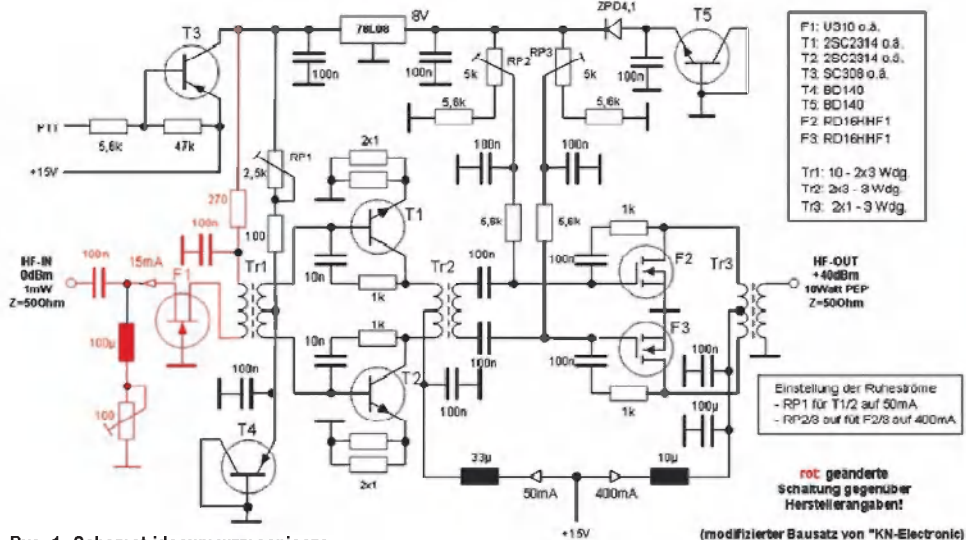 T3
78L08
8V
ZPD4,1
T5
100n
100n
RP2
5k
RP3
5k
100n
5,6k
5,6k
PTT
5,6k
47k
+15V
2,5k
RP1
2x1
100n
100n
270
100n
100
T1
5,6k
5,6k
1k
F2
Tr3
HF-IN
0dBm
1mW
Z=50Ohm
100n
15mA
F1
Tr1
10n
1k
Tr2
100n
100n
HF-OUT
+40dBm
10Watt PEP
Z=50Ohm
100µ
10n
1k
100n
F3
100n
100n
T2
100n
100n
1k
100µ
100
T4
2x1
33µ
50mA
400mA
10µ
+15V
F1: U310 o.ä.
T1: 2SC2314 o.ä.
T2: 2SC2314 o.ä.
T3: SC308 o.ä.
T4: BD140
T5: BD140
F2: RD16HHF1
F3: RD16HHF1
Tr1: 10 - 2x3 Wdg.
Tr2: 2x3 - 3 Wdg.
Tr3: 2x1 - 3 Wdg.
Einstellung der Ruheströme
- RP1 für T1/2 auf 50mA
- RP2/3 auf für F2/3 auf 400mA
rot: geänderte
Schaltung gegenüber
Herstellerangaben!
(modifizierter Bausatz von "KN-Electronic)